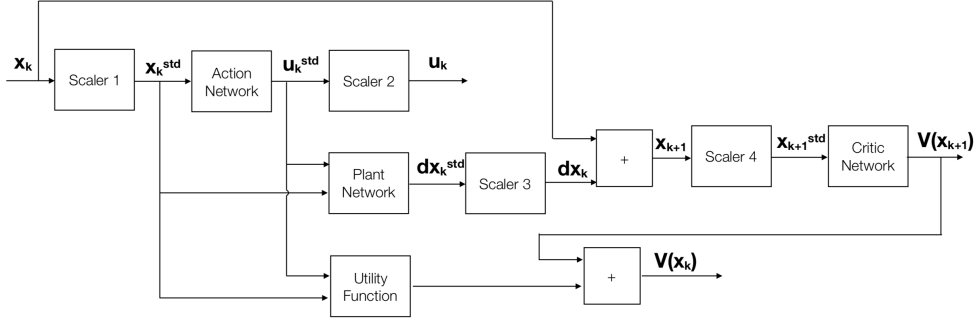 xₖ
Scaler 1
xₖˢᵗᵈ
Action
Network
uₖˢᵗᵈ
Scaler 2
uₖ
Plant
Network
dxₖˢᵗᵈ
Scaler 3
dxₖ
+
xₖ₊₁
Scaler 4
xₖ₊₁ˢᵗᵈ
Critic
Network
V(xₖ₊₁)
Utility
Function
+
V(xₖ)